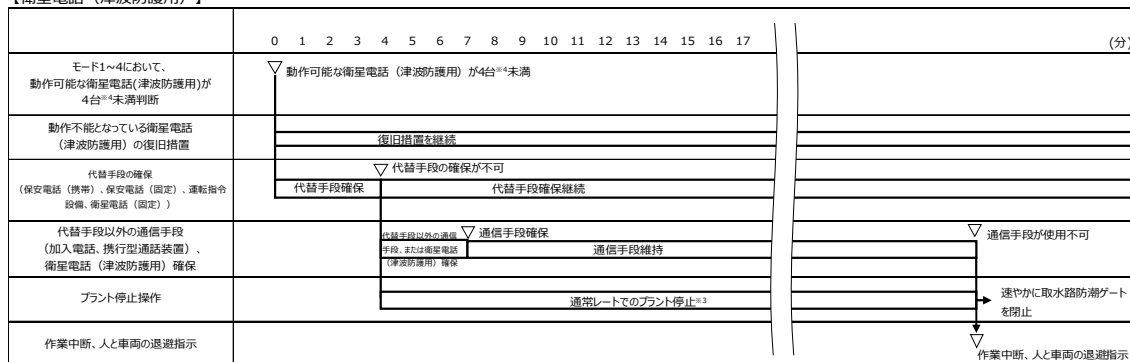 【衛星電話（津波防護用）】
0 1 2 3 4 5 6 7 8 9 10 11 12 13 14 15 16 17 (分)
モード1~4において、
動作可能な衛星電話(津波防護用)が
4台※4未満判断
▽動作可能な衛星電話（津波防護用）が4台※4未満
動作不能となっている衛星電話
（津波防護用）の復旧措置
復旧措置を継続
代替手段の確保
（保安電話（携帯）、保安電話（固定）、運転指令
設備、衛星電話（固定））
▽代替手段の確保が不可
代替手段確保
代替手段確保継続
代替手段以外の通信手段
（加入電話、携行型通話装置）、
衛星電話（津波防護用）確保
代替手段以外の通信
手段、または衛星電話
（津波防護用）確保
▽通信手段確保
通信手段維持
▽通信手段が使用不可
プラント停止操作
通常レートでのプラント停止※3
速やかに取水路防潮ゲート
を閉止
作業中断、人と車両の退避指示
▽
作業中断、人と車両の退避指示